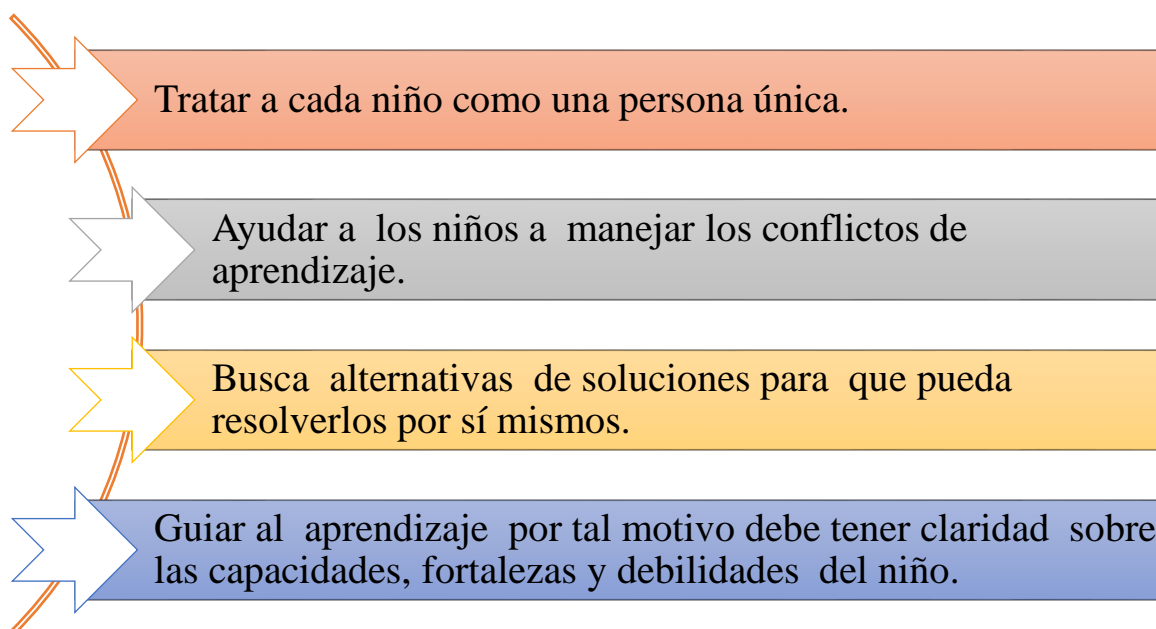 Tratar a cada niño como una persona única.
Ayudar a los niños a manejar los conflictos de
aprendizaje.
Busca alternativas de soluciones para que pueda
resolverlos por sí mismos.
Guiar al aprendizaje por tal motivo debe tener claridad sobre
las capacidades, fortalezas y debilidades del niño.